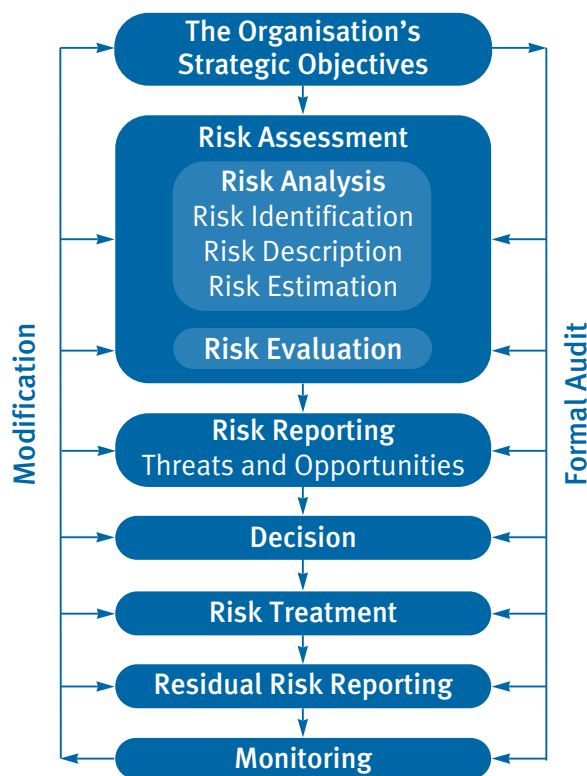 The Organisation’s
Strategic Objectives
Risk Assessment
Risk Analysis
Risk Identification
Risk Description
Risk Estimation
Risk Evaluation
Modification
Formal Audit
Risk Reporting
Threats and Opportunities
Decision
Risk Treatment
Residual Risk Reporting
Monitoring